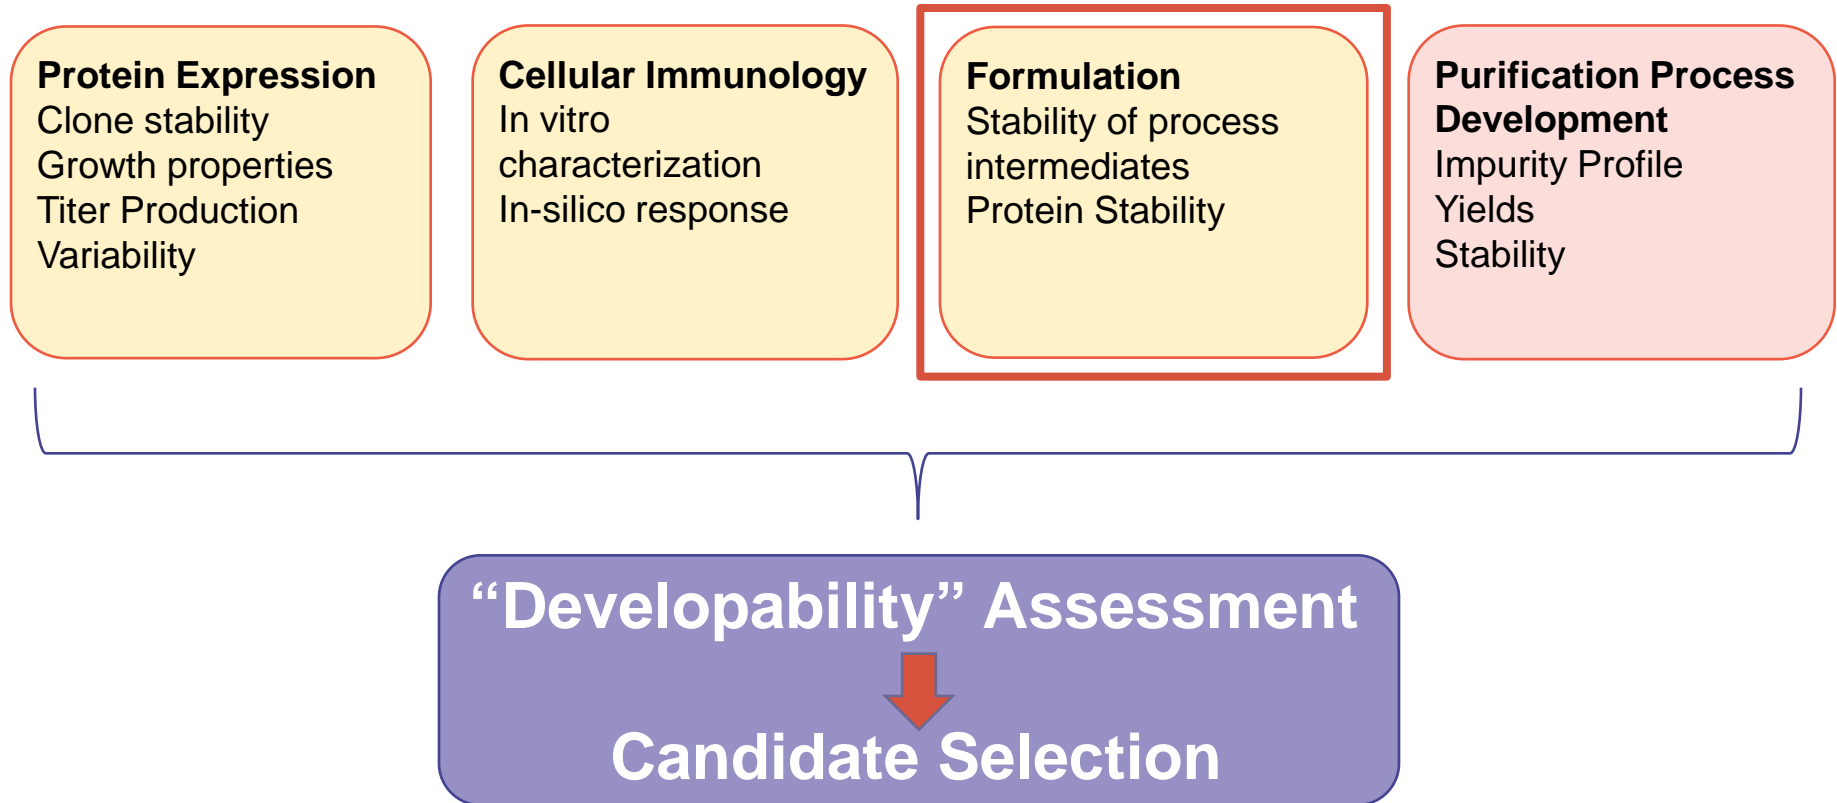 Protein Expression
Clone stability
Growth properties
Titer Production
Variability
Cellular Immunology
In vitro
characterization
In-silico response
Formulation
Stability of process
intermediates
Protein Stability
Purification Process
Development
Impurity Profile
Yields
Stability
“Developability” Assessment
Candidate Selection